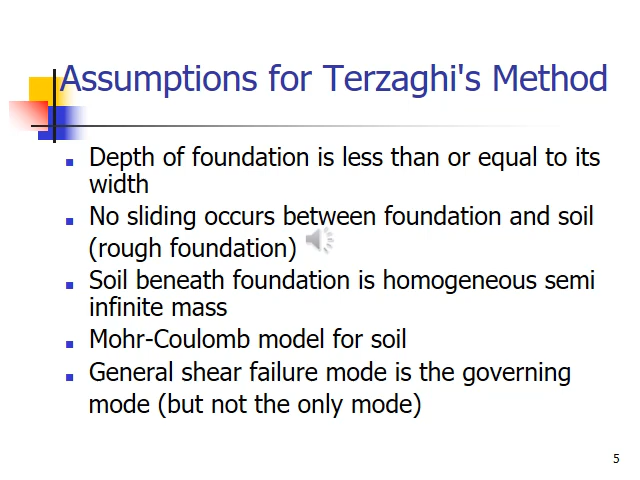 Assumptions for Terzaghi's Method
Depth of foundation is less than or equal to its
width
No sliding occurs between foundation and soil
(rough foundation)
Soil beneath foundation is homogeneous semi
infinite mass
Mohr-Coulomb model for soil
General shear failure mode is the governing
mode (but not the only mode)
5